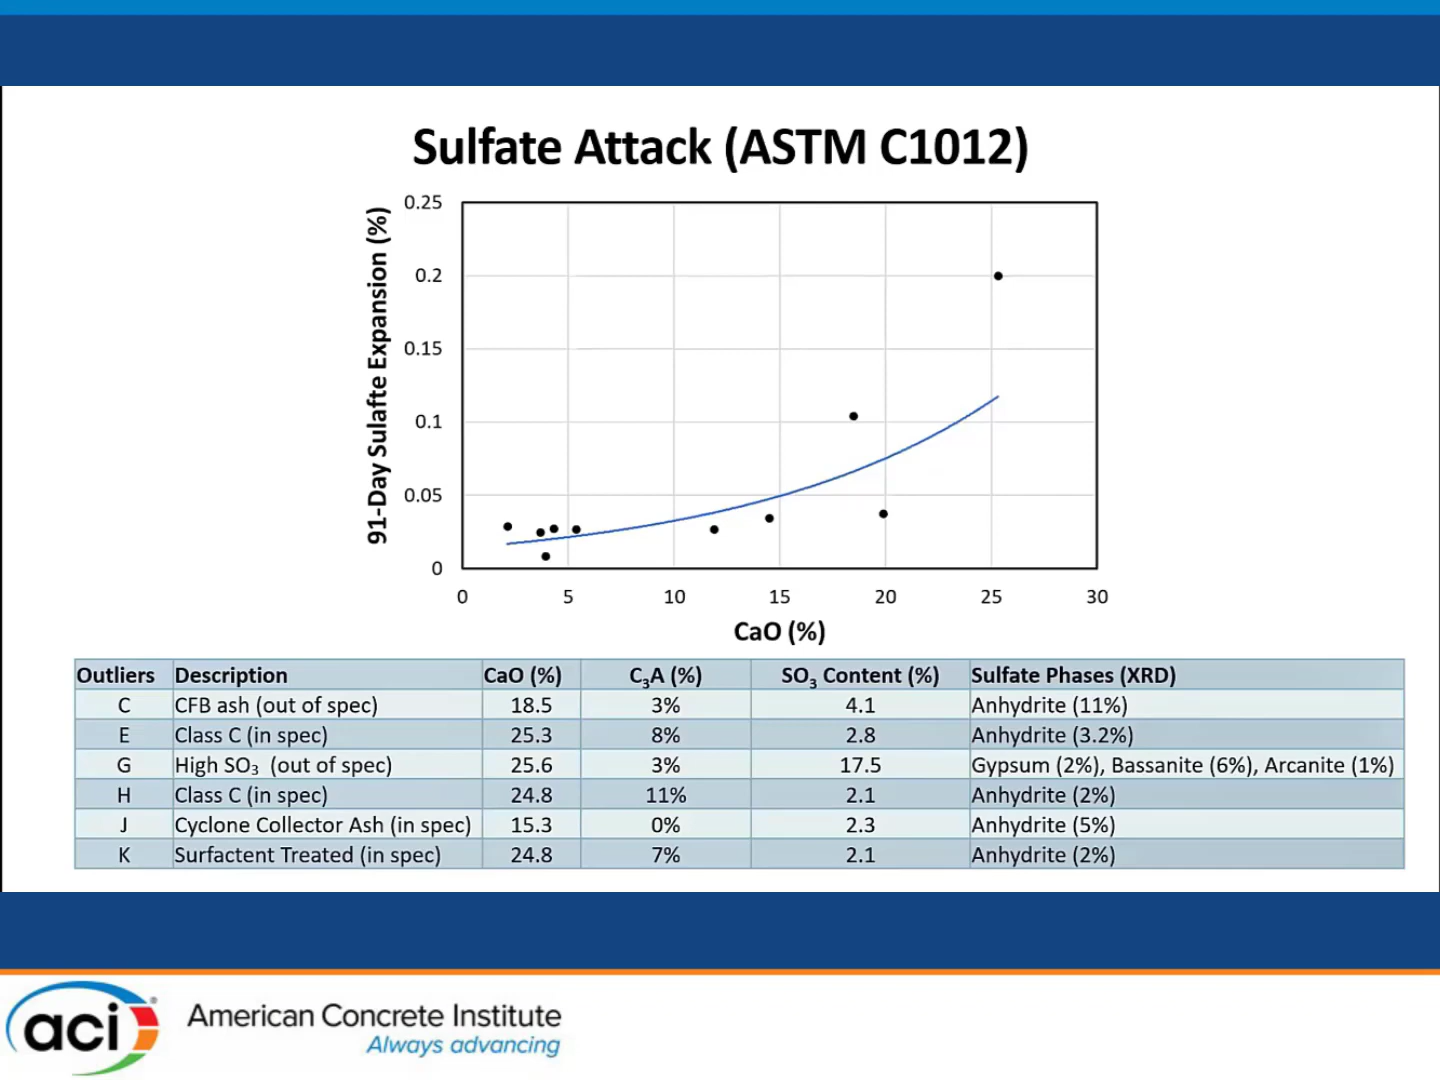 Sulfate Attack (ASTM C1012)
91-Day Sulafte Expansion (%)
0.25
0.2
0.15
0.1
0.05
0
0 5 10 15 20 25 30
CaO (%)
Outliers Description CaO (%) C₃A (%) SO₃ Content (%) Sulfate Phases (XRD)
C CFB ash (out of spec) 18.5 3% 4.1 Anhydrite (11%)
E Class C (in spec) 25.3 8% 2.8 Anhydrite (3.2%)
G High SO₃ (out of spec) 25.6 3% 17.5 Gypsum (2%), Bassanite (6%), Arcanite (1%)
H Class C (in spec) 24.8 11% 2.1 Anhydrite (2%)
J Cyclone Collector Ash (in spec) 15.3 0% 2.3 Anhydrite (5%)
K Surfactent Treated (in spec) 24.8 7% 2.1 Anhydrite (2%)
aci®
American Concrete Institute
Always advancing